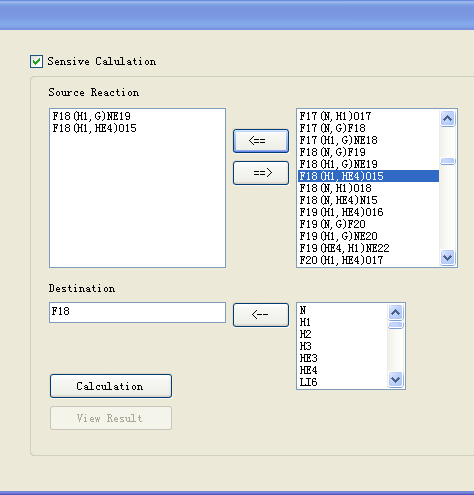 Sensive Calulation
Source Reaction
F18(H1,G)NE19
F18(H1,HE4)O15
<==
==>
F17(N,H1)O17
F17(N,G)F18
F17(H1,G)NE18
F18(N,G)F19
F18(H1,G)NE19
F18(H1,HE4)O15
F18(N,H1)O18
F18(N,HE4)N15
F19(H1,HE4)O16
F19(N,G)F20
F19(H1,G)NE20
F19(HE4,H1)NE22
F20(H1,HE4)O17
Destination
F18
<--
N
H1
H2
H3
HE3
HE4
LI6
Calculation
View Result